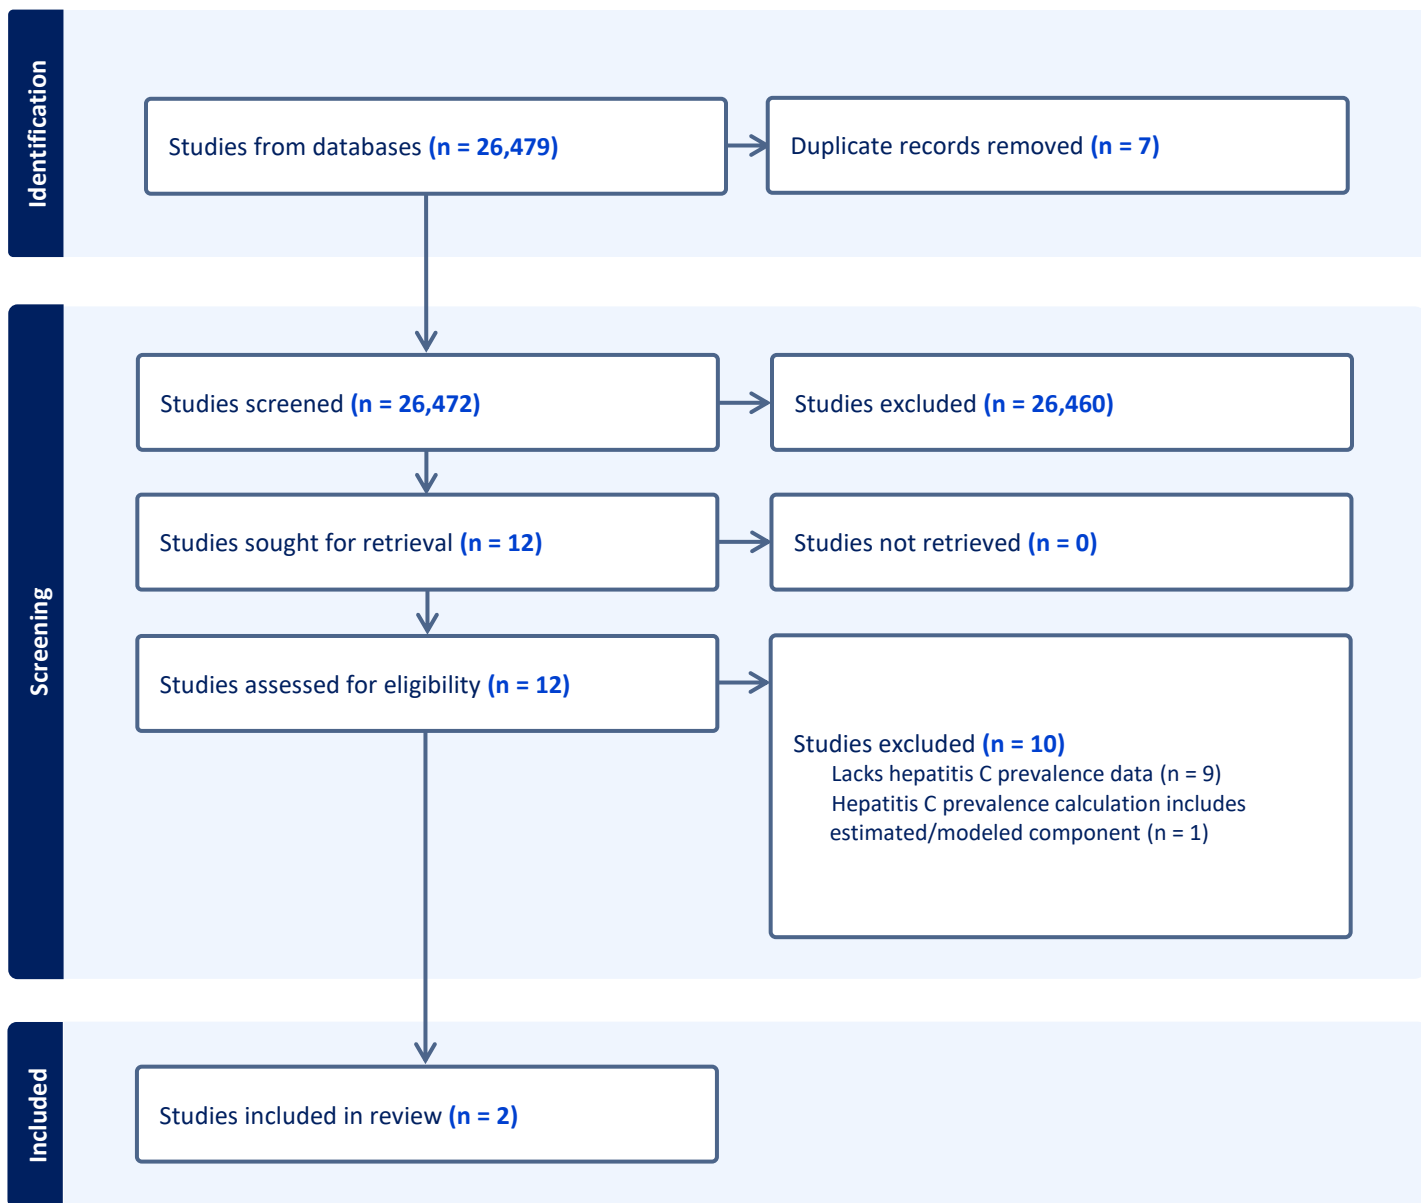 Identification
Studies from databases (n = 26,479)
Duplicate records removed (n = 7)
Screening
Studies screened (n = 26,472)
Studies excluded (n = 26,460)
Studies sought for retrieval (n = 12)
Studies not retrieved (n = 0)
Studies assessed for eligibility (n = 12)
Studies excluded (n = 10)
Lacks hepatitis C prevalence data (n = 9)
Hepatitis C prevalence calculation includes
estimated/modeled component (n = 1)
Included
Studies included in review (n = 2)